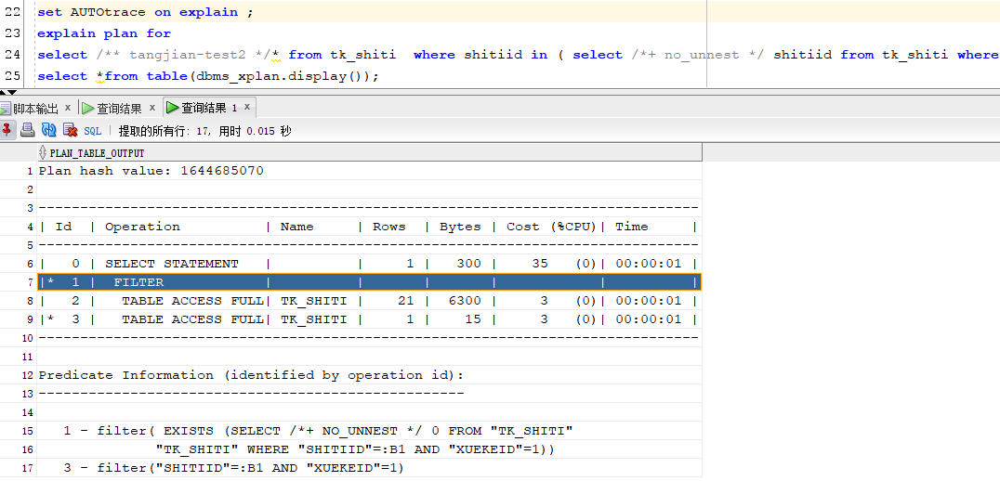 22 set AUTOtrace on explain ;
23 explain plan for
24 select /** tangjian-test2 */* from tk_shiti  where shitiid in ( select /*+ no_unnest */ shitiid from tk_shiti where
25 select *from table(dbms_xplan.display());
脚本输出 × 查询结果 × 查询结果 1 ×
SQL | 提取的所有行: 17, 用时 0.015 秒
PLAN_TABLE_OUTPUT
1 Plan hash value: 1644685070
2
3 -------------------------------------------------------------------------------
4 | Id  | Operation          | Name     | Rows  | Bytes | Cost (%CPU)| Time     |
5 -------------------------------------------------------------------------------
6 |   0 | SELECT STATEMENT   |          |     1 |   300 |    35   (0)| 00:00:01 |
7 |*  1 |  FILTER            |          |       |       |            |          |
8 |   2 |   TABLE ACCESS FULL| TK_SHITI |    21 |  6300 |     3   (0)| 00:00:01 |
9 |*  3 |   TABLE ACCESS FULL| TK_SHITI |     1 |    15 |     3   (0)| 00:00:01 |
10 -------------------------------------------------------------------------------
11
12 Predicate Information (identified by operation id):
13 ---------------------------------------------------
14
15    1 - filter( EXISTS (SELECT /*+ NO_UNNEST */ 0 FROM "TK_SHITI"
16               "TK_SHITI" WHERE "SHITIID"=:B1 AND "XUEKEID"=1))
17    3 - filter("SHITIID"=:B1 AND "XUEKEID"=1)